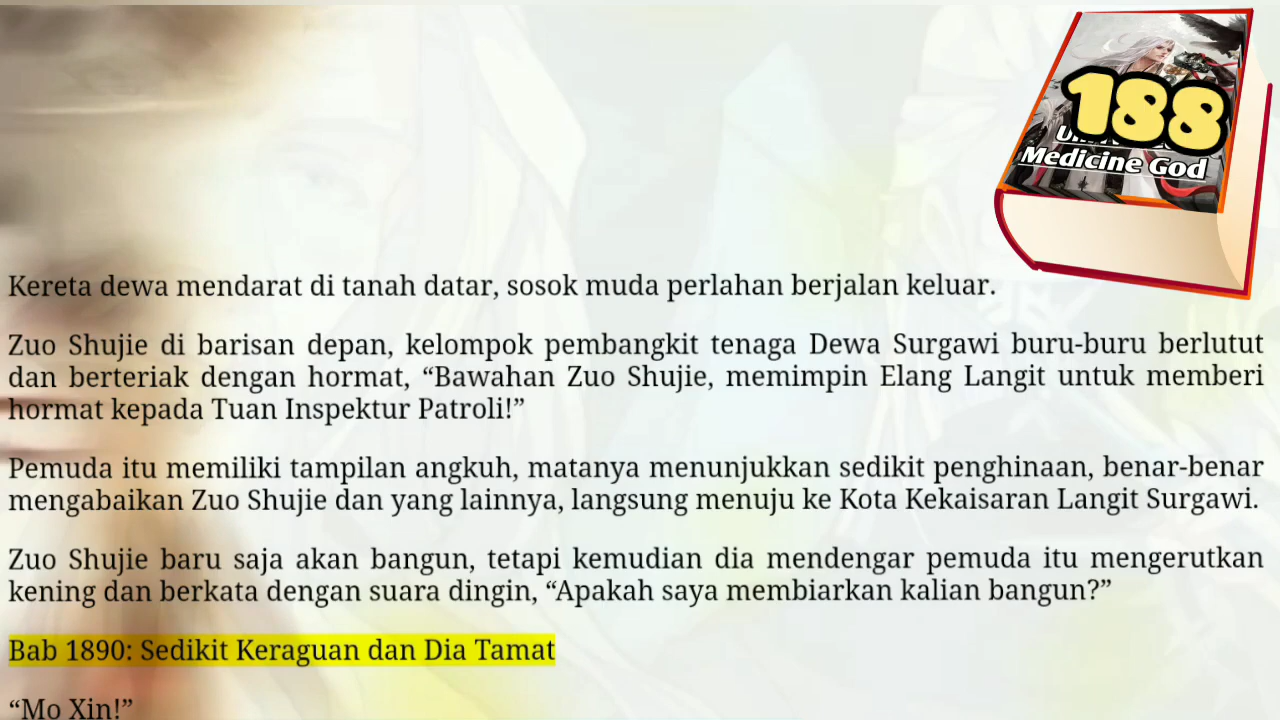 188
Medicine God
Kereta dewa mendarat di tanah datar, sosok muda perlahan berjalan keluar.
Zuo Shujie di barisan depan, kelompok pembangkit tenaga Dewa Surgawi buru-buru berlutut
dan berteriak dengan hormat, “Bawahan Zuo Shujie, memimpin Elang Langit untuk memberi
hormat kepada Tuan Inspektur Patroli!”
Pemuda itu memiliki tampilan angkuh, matanya menunjukkan sedikit penghinaan, benar-benar
mengabaikan Zuo Shujie dan yang lainnya, langsung menuju ke Kota Kekaisaran Langit Surgawi.
Zuo Shujie baru saja akan bangun, tetapi kemudian dia mendengar pemuda itu mengerutkan
kening dan berkata dengan suara dingin, “Apakah saya membiarkan kalian bangun?”
Bab 1890: Sedikit Keraguan dan Dia Tamat
“Mo Xin!”